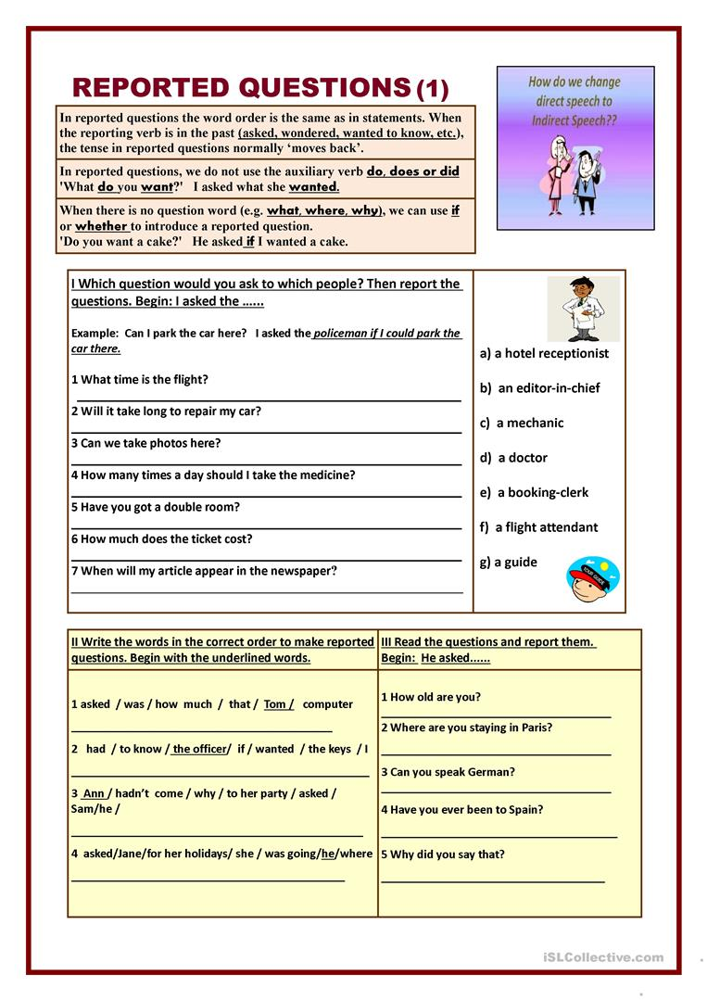 REPORTED QUESTIONS (1)
In reported questions the word order is the same as in statements. When
the reporting verb is in the past (asked, wondered, wanted to know, etc.),
the tense in reported questions normally ‘moves back’.
In reported questions, we do not use the auxiliary verb do, does or did
'What do you want?' I asked what she wanted.
When there is no question word (e.g. what, where, why), we can use if
or whether to introduce a reported question.
'Do you want a cake?' He asked if I wanted a cake.
How do we change
direct speech to
Indirect Speech??
I Which question would you ask to which people? Then report the
questions. Begin: I asked the ......
Example: Can I park the car here? I asked the policeman if I could park the
car there.
1 What time is the flight?
2 Will it take long to repair my car?
3 Can we take photos here?
4 How many times a day should I take the medicine?
5 Have you got a double room?
6 How much does the ticket cost?
7 When will my article appear in the newspaper?
a) a hotel receptionist
b) an editor-in-chief
c) a mechanic
d) a doctor
e) a booking-clerk
f) a flight attendant
g) a guide
TOUR GUIDE
II Write the words in the correct order to make reported
questions. Begin with the underlined words.
1 asked / was / how much / that / Tom / computer
2 had / to know / the officer/ if / wanted / the keys / I
3 Ann / hadn’t come / why / to her party / asked /
Sam/he /
4 asked/Jane/for her holidays/ she / was going/he/where
III Read the questions and report them.
Begin: He asked......
1 How old are you?
2 Where are you staying in Paris?
3 Can you speak German?
4 Have you ever been to Spain?
5 Why did you say that?
iSLCollective.com